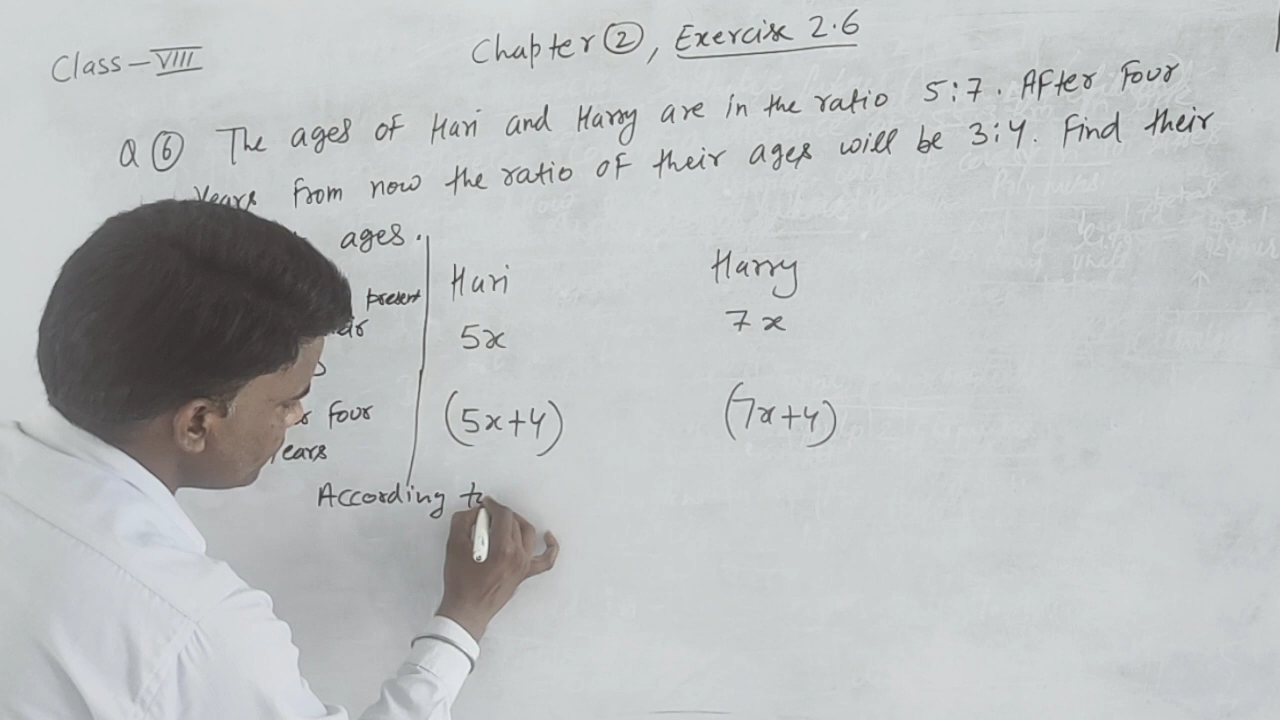 Class-VIII
Chapter ②, Exercise 2.6
Q ⑥ The ages of Hari and Harry are in the ratio 5:7. After Four
Years from now the ratio of their ages will be 3:4. Find their
ages.
Hari Harry
present
5x 7x
Four (5x+4) (7x+4)
years
According t